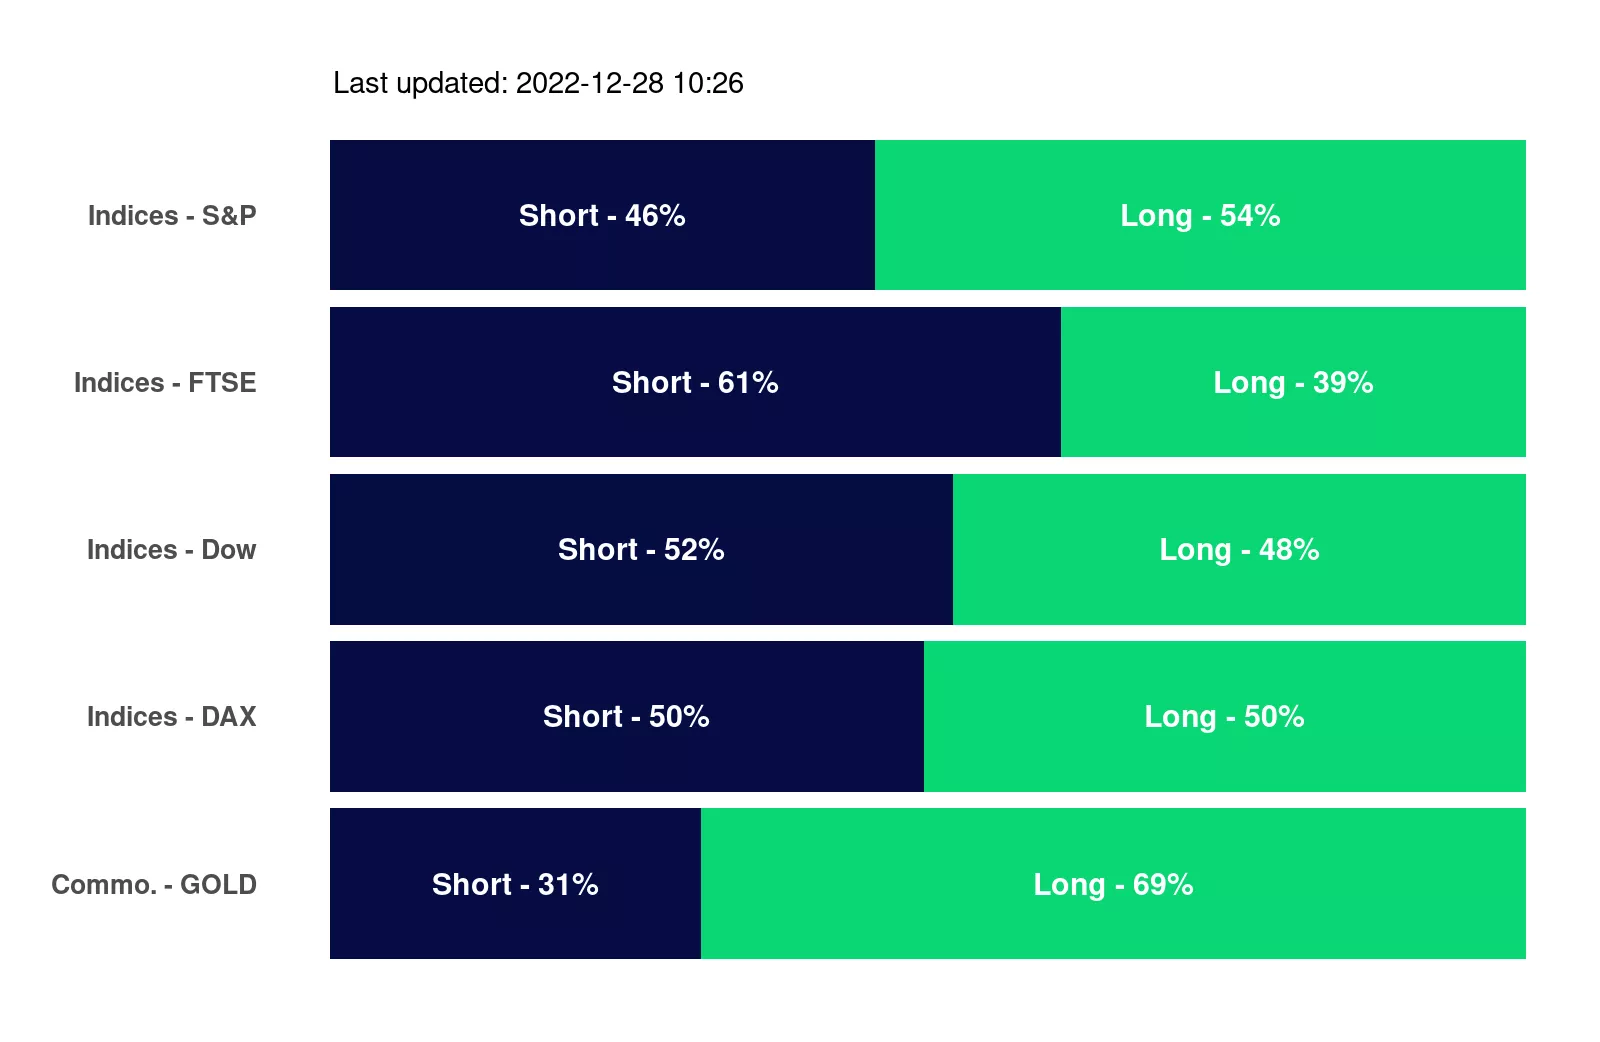 Last updated: 2022-12-28 10:26
Indices - S&P Short - 46% Long - 54%
Indices - FTSE Short - 61% Long - 39%
Indices - Dow Short - 52% Long - 48%
Indices - DAX Short - 50% Long - 50%
Commo. - GOLD Short - 31% Long - 69%